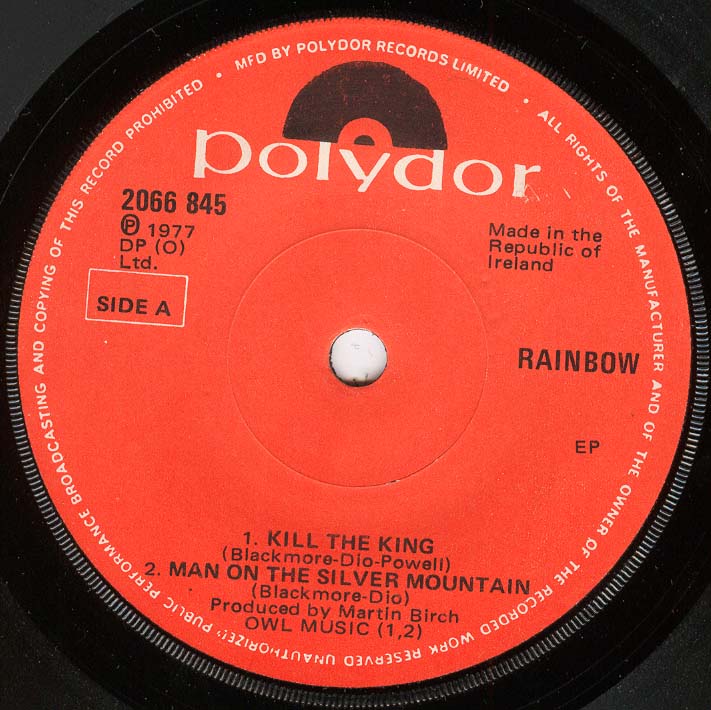 MFD BY POLYDOR RECORDS LIMITED • ALL RIGHTS OF THE MANUFACTURER AND OF THE OWNER OF THE RECORDED WORK RESERVED UNAUTHORIZED PUBLIC PERFORMANCE BROADCASTING AND COPYING OF THIS RECORD PROHIBITED •
polydor
2066 845
℗ 1977
DP (O)
Ltd.
Made in the
Republic of
Ireland
SIDE A
RAINBOW
EP
1. KILL THE KING
(Blackmore-Dio-Powell)
2. MAN ON THE SILVER MOUNTAIN
(Blackmore-Dio)
Produced by Martin Birch
OWL MUSIC (1,2)